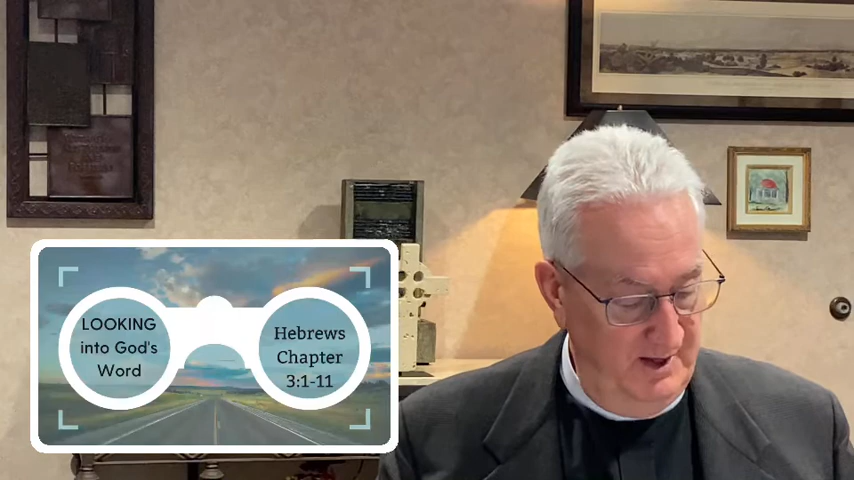 LOOKING
into God's
Word
Hebrews
Chapter
3:1-11